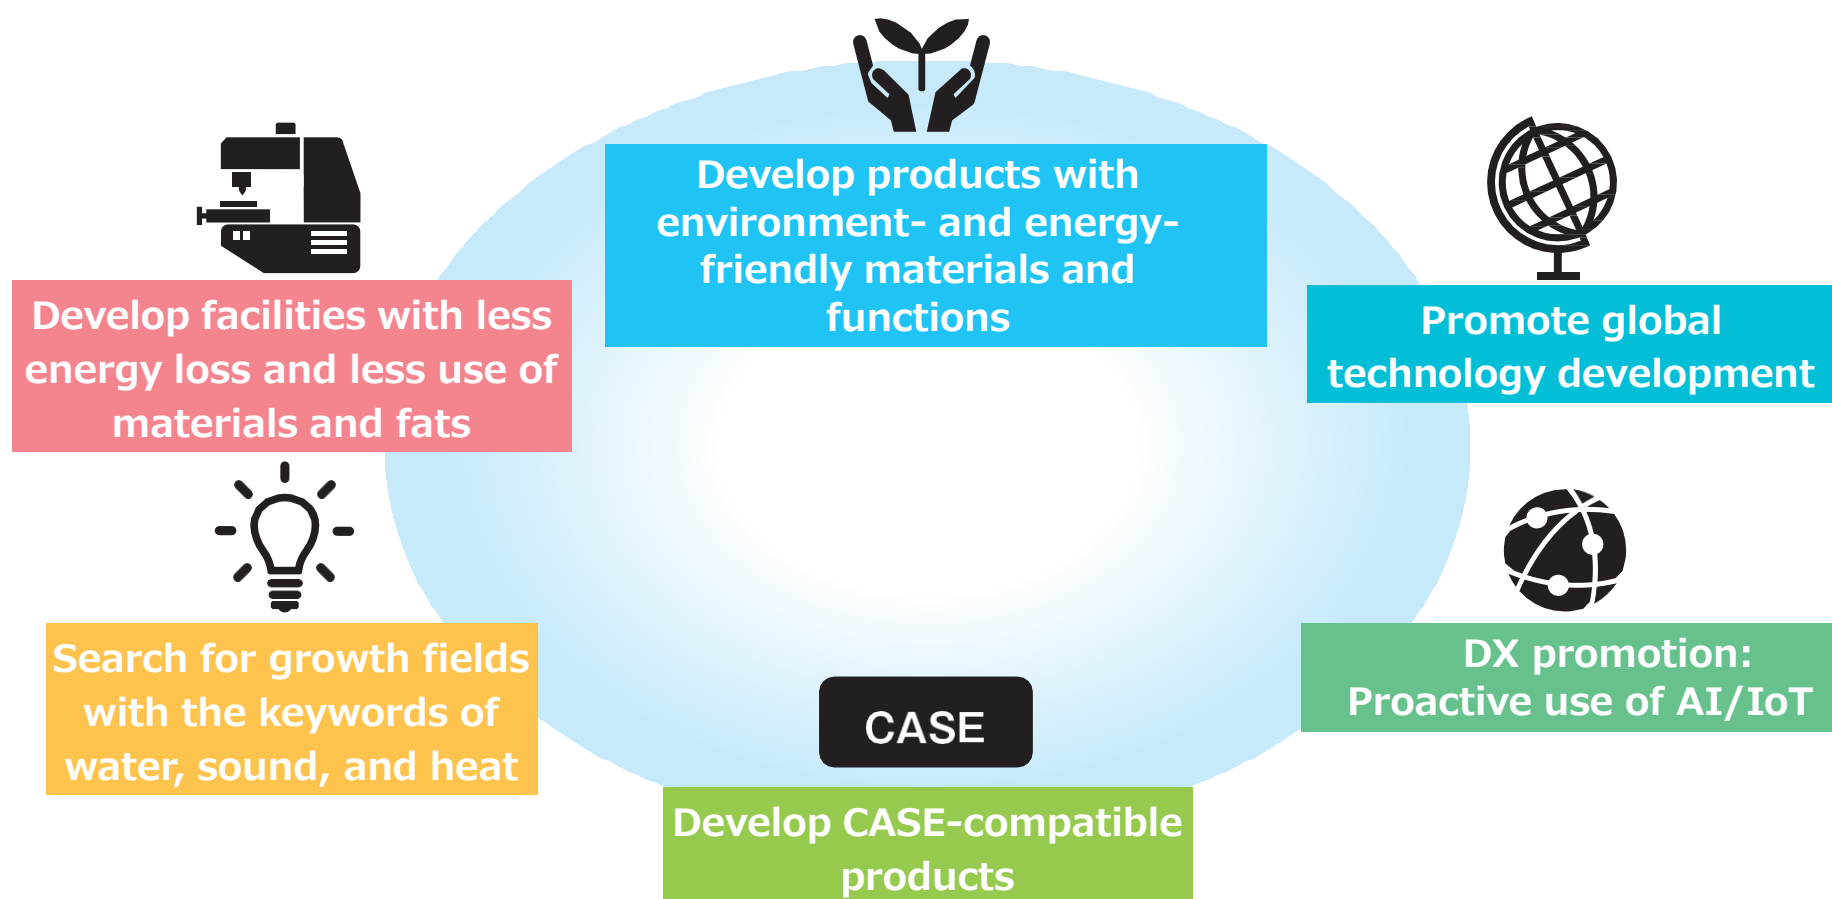 Develop products with
environment- and energy-
friendly materials and
functions
Develop facilities with less
energy loss and less use of
materials and fats
Promote global
technology development
Search for growth fields
with the keywords of
water, sound, and heat
DX promotion:
Proactive use of AI/IoT
CASE
Develop CASE-compatible
products